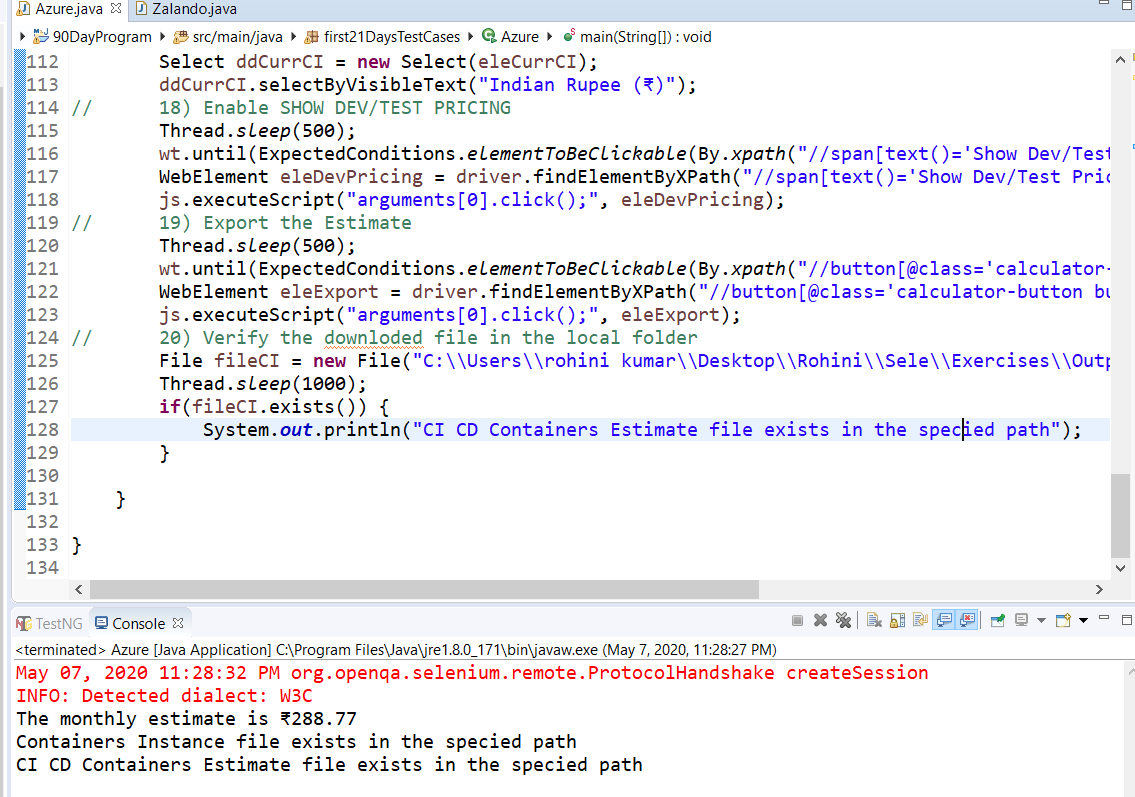 Azure.java Zalando.java
90DayProgram src/main/java first21DaysTestCases Azure main(String[]) : void
112 Select ddCurrCI = new Select(eleCurrCI);
113 ddCurrCI.selectByVisibleText("Indian Rupee (₹)");
114 // 18) Enable SHOW DEV/TEST PRICING
115 Thread.sleep(500);
116 wt.until(ExpectedConditions.elementToBeClickable(By.xpath("//span[text()='Show Dev/Test
117 WebElement eleDevPricing = driver.findElementByXPath("//span[text()='Show Dev/Test Pric
118 js.executeScript("arguments[0].click();", eleDevPricing);
119 // 19) Export the Estimate
120 Thread.sleep(500);
121 wt.until(ExpectedConditions.elementToBeClickable(By.xpath("//button[@class='calculator-
122 WebElement eleExport = driver.findElementByXPath("//button[@class='calculator-button bu
123 js.executeScript("arguments[0].click();", eleExport);
124 // 20) Verify the downloded file in the local folder
125 File fileCI = new File("C:\\Users\\rohini kumar\\Desktop\\Rohini\\Sele\\Exercises\\Outp
126 Thread.sleep(1000);
127 if(fileCI.exists()) {
128 System.out.println("CI CD Containers Estimate file exists in the specied path");
129 }
130
131 }
132
133 }
134
TestNG Console
<terminated> Azure [Java Application] C:\Program Files\Java\jre1.8.0_171\bin\javaw.exe (May 7, 2020, 11:28:27 PM)
May 07, 2020 11:28:32 PM org.openqa.selenium.remote.ProtocolHandshake createSession
INFO: Detected dialect: W3C
The monthly estimate is ₹288.77
Containers Instance file exists in the specied path
CI CD Containers Estimate file exists in the specied path